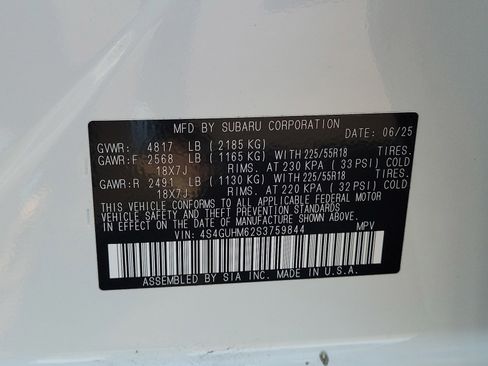 MFD BY SUBARU CORPORATION DATE: 06/25
GVWR: 4817 LB ( 2185 KG) TIRES.
GAWR:F 2568 LB ( 1165 KG) WITH 225/55R18
18X7J RIMS. AT 230 KPA ( 33 PSI) COLD
GAWR:R 2491 LB ( 1130 KG) WITH 225/55R18 TIRES.
18X7J RIMS. AT 220 KPA ( 32 PSI) COLD
THIS VEHICLE CONFORMS TO ALL APPLICABLE U.S. FEDERAL MOTOR
VEHICLE SAFETY, BUMPER, AND THEFT PREVENTION STANDARDS
IN EFFECT ON THE DATE OF MANUFACTURE SHOWN ABOVE.
VIN: 4S4GUHM62S3759844 MPV
ASSEMBLED BY SIA INC. MADE IN U.S.A.